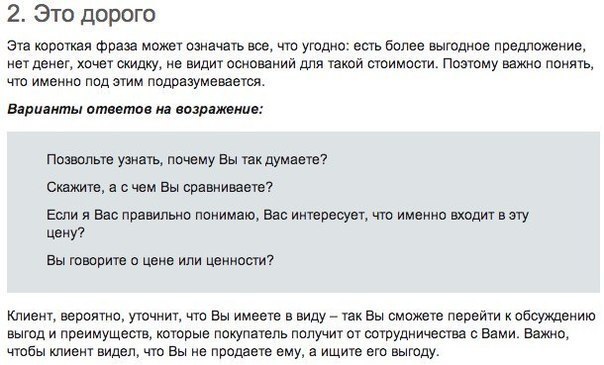 2. Это дорого
Эта короткая фраза может означать все, что угодно: есть более выгодное предложение,
нет денег, хочет скидку, не видит оснований для такой стоимости. Поэтому важно понять,
что именно под этим подразумевается.
Варианты ответов на возражение:
Позвольте узнать, почему Вы так думаете?
Скажите, а с чем Вы сравниваете?
Если я Вас правильно понимаю, Вас интересует, что именно входит в эту
цену?
Вы говорите о цене или ценности?
Клиент, вероятно, уточнит, что Вы имеете в виду – так Вы сможете перейти к обсуждению
выгод и преимуществ, которые покупатель получит от сотрудничества с Вами. Важно,
чтобы клиент видел, что Вы не продаете ему, а ищите его выгоду.